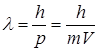 λ = h/p = h/mV